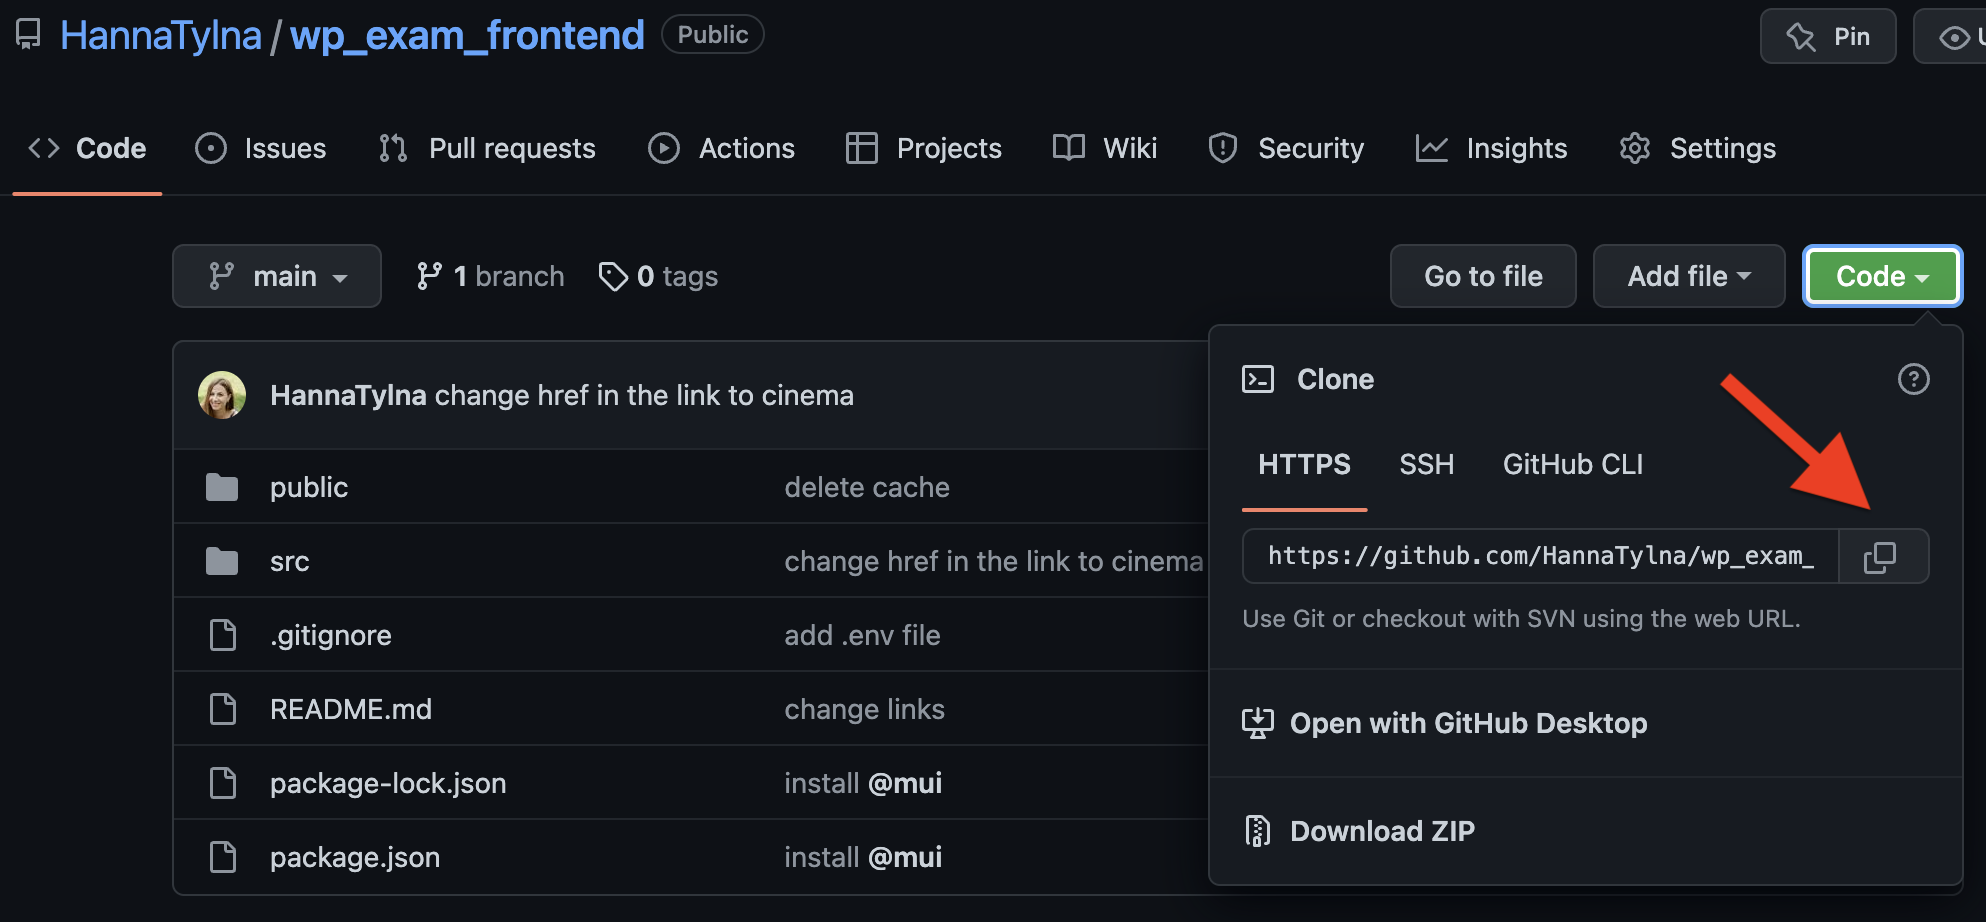 HannaTylna / wp_exam_frontend Public
Pin
Code Issues Pull requests Actions Projects Wiki Security Insights Settings
main 1 branch 0 tags Go to file Add file Code
HannaTylna change href in the link to cinema
public delete cache
src change href in the link to cinema
.gitignore add .env file
README.md change links
package-lock.json install @mui
package.json install @mui
Clone
HTTPS SSH GitHub CLI
https://github.com/HannaTylna/wp_exam_
Use Git or checkout with SVN using the web URL.
Open with GitHub Desktop
Download ZIP